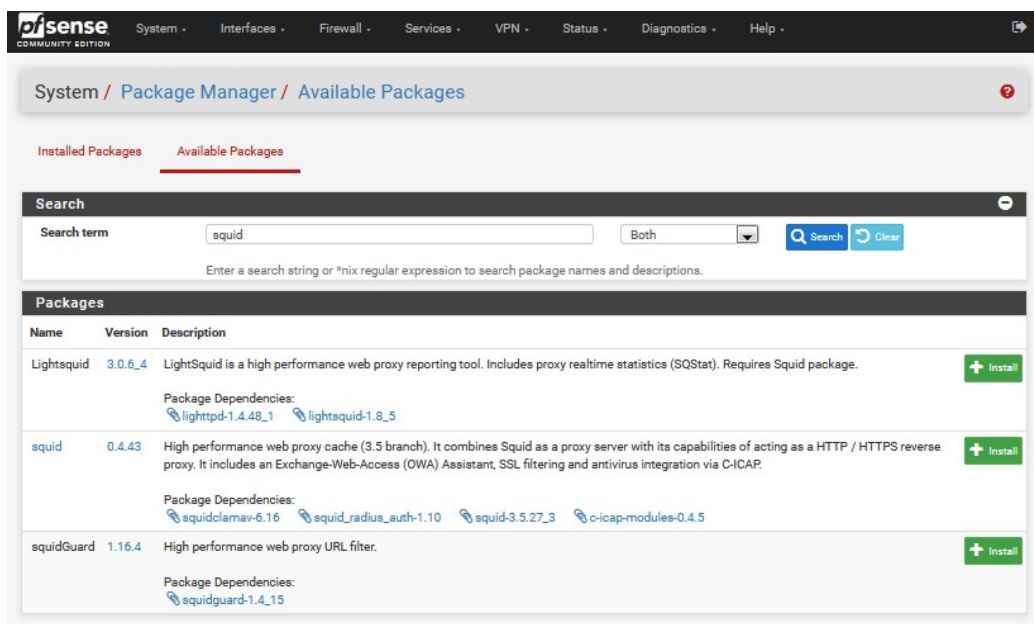 pfsense
COMMUNITY EDITION
System
Interfaces
Firewall
Services
VPN
Status
Diagnostics
Help
System / Package Manager / Available Packages
Installed Packages
Available Packages
Search
Search term
squid
Both
Search
Clear
Enter a search string or *nix regular expression to search package names and descriptions.
Packages
Name Version Description
Lightsquid 3.0.6_4 LightSquid is a high performance web proxy reporting tool. Includes proxy realtime statistics (SQStat). Requires Squid package.
Install
Package Dependencies:
lighttpd-1.4.48_1 lightsquid-1.8_5
squid 0.4.43 High performance web proxy cache (3.5 branch). It combines Squid as a proxy server with its capabilities of acting as a HTTP / HTTPS reverse
proxy. It includes an Exchange-Web-Access (OWA) Assistant, SSL filtering and antivirus integration via C-ICAP.
Install
Package Dependencies:
squidclamav-6.16 squid_radius_auth-1.10 squid-3.5.27_3 c-icap-modules-0.4.5
squidGuard 1.16.4 High performance web proxy URL filter.
Install
Package Dependencies:
squidguard-1.4_15